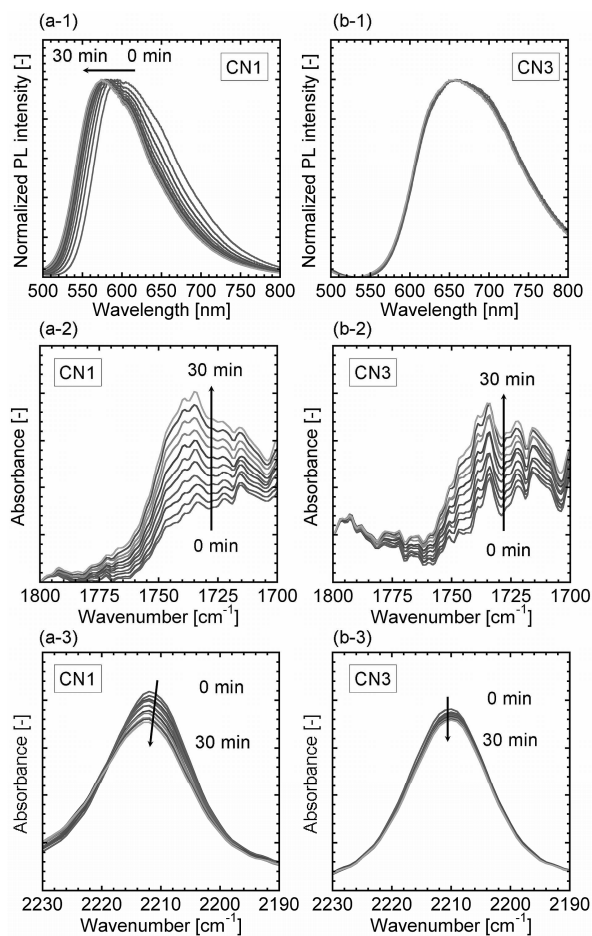 (a-1)
(b-1)
30 min 0 min
CN1
CN3
Normalized PL intensity [-]
Normalized PL intensity [-]
500 550 600 650 700 750 800
500 550 600 650 700 750 800
Wavelength [nm]
Wavelength [nm]
(a-2)
(b-2)
CN1
CN3
30 min
30 min
Absorbance [-]
Absorbance [-]
0 min
0 min
1800 1775 1750 1725 1700
1800 1775 1750 1725 1700
Wavenumber [cm⁻¹]
Wavenumber [cm⁻¹]
(a-3)
(b-3)
CN1
CN3
0 min
0 min
30 min
30 min
Absorbance [-]
Absorbance [-]
2230 2220 2210 2200 2190
2230 2220 2210 2200 2190
Wavenumber [cm⁻¹]
Wavenumber [cm⁻¹]